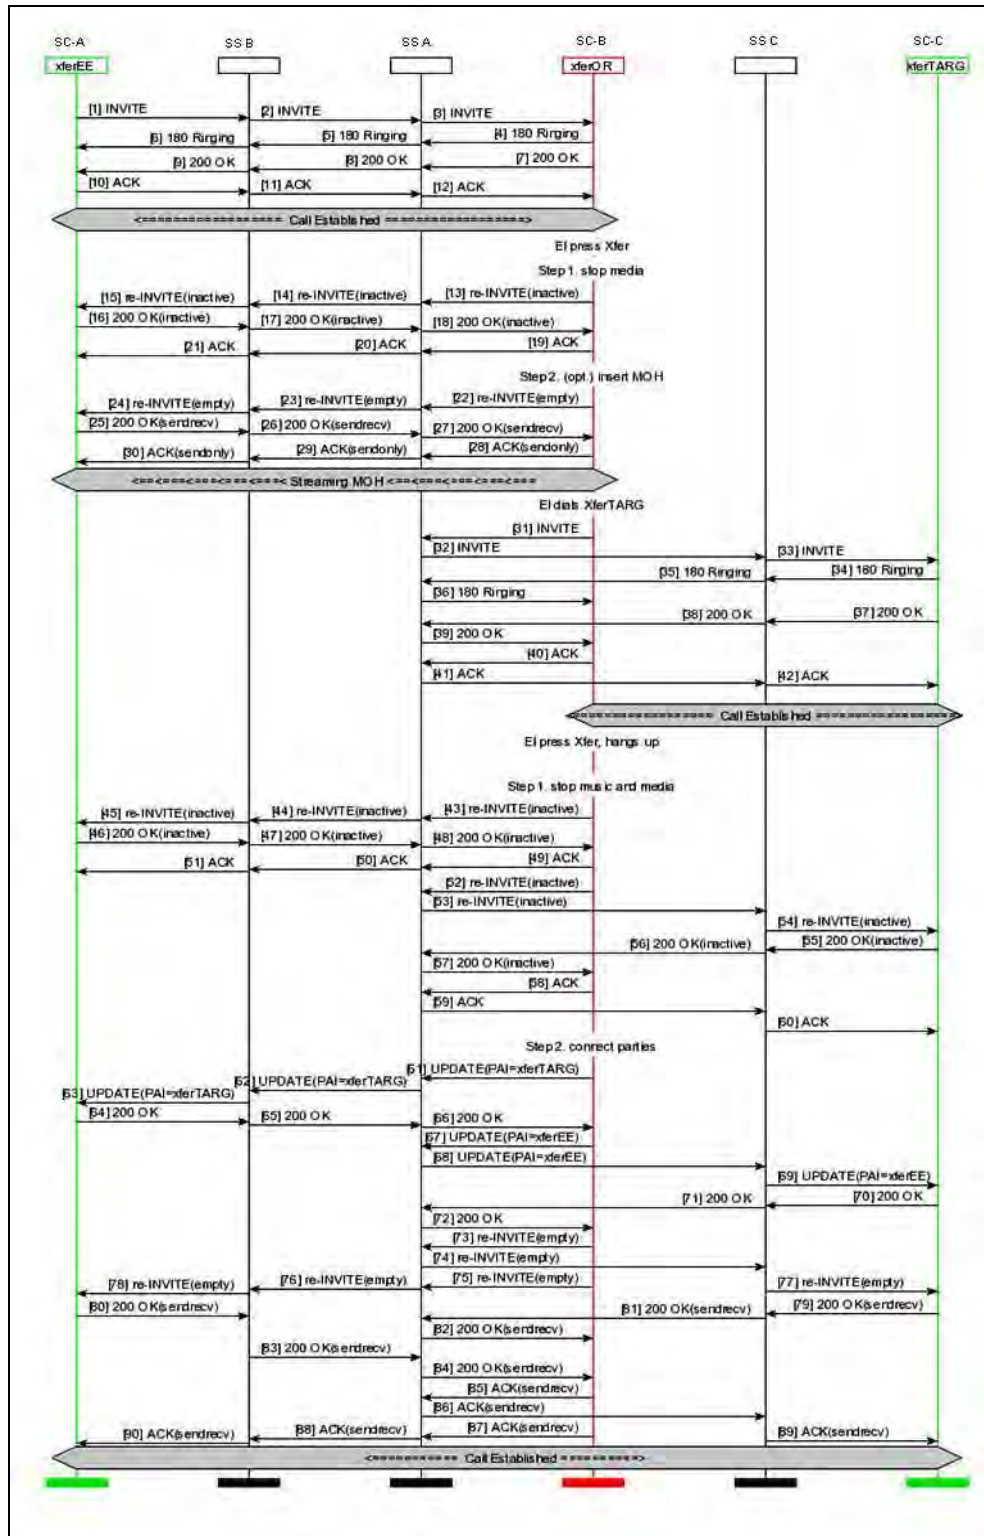 SC-A SS B SS A SC-B SS C SC-C
xferEE xferOR xferTARG
[1] INVITE [2] INVITE [3] INVITE
[6] 180 Ringing [5] 180 Ringing [4] 180 Ringing
[9] 200 OK [8] 200 OK [7] 200 OK
[10] ACK [11] ACK [12] ACK
<================= Call Established =================>
EI press Xfer
Step 1. stop media
[15] re-INVITE(inactive) [14] re-INVITE(inactive) [13] re-INVITE(inactive)
[16] 200 OK(inactive) [17] 200 OK(inactive) [18] 200 OK(inactive)
[21] ACK [20] ACK [19] ACK
Step 2. (opt.) insert MOH
[24] re-INVITE(empty) [23] re-INVITE(empty) [22] re-INVITE(empty)
[25] 200 OK(sendrecv) [26] 200 OK(sendrecv) [27] 200 OK(sendrecv)
[30] ACK(sendonly) [29] ACK(sendonly) [28] ACK(sendonly)
<==<===<===<===<===< Streaming MOH <==<===<===<===<===
EI dials XferTARG
[31] INVITE
[32] INVITE [33] INVITE
[35] 180 Ringing [34] 180 Ringing
[36] 180 Ringing
[38] 200 OK [37] 200 OK
[39] 200 OK
[40] ACK
[41] ACK [42] ACK
<================= Call Established =================>
EI press Xfer, hangs up
Step 1. stop music and media
[45] re-INVITE(inactive) [44] re-INVITE(inactive) [43] re-INVITE(inactive)
[46] 200 OK(inactive) [47] 200 OK(inactive) [48] 200 OK(inactive)
[51] ACK [50] ACK [49] ACK
[52] re-INVITE(inactive)
[53] re-INVITE(inactive)
[54] re-INVITE(inactive)
[56] 200 OK(inactive) [55] 200 OK(inactive)
[57] 200 OK(inactive)
[58] ACK
[59] ACK
[60] ACK
Step 2. connect parties
[61] UPDATE(PAI=xferTARG)
[62] UPDATE(PAI=xferTARG)
[63] UPDATE(PAI=xferTARG)
[64] 200 OK [65] 200 OK [66] 200 OK
[67] UPDATE(PAI=xferEE)
[68] UPDATE(PAI=xferEE)
[69] UPDATE(PAI=xferEE)
[71] 200 OK [70] 200 OK
[72] 200 OK
[73] re-INVITE(empty)
[74] re-INVITE(empty)
[78] re-INVITE(empty) [76] re-INVITE(empty) [75] re-INVITE(empty) [77] re-INVITE(empty)
[80] 200 OK(sendrecv) [81] 200 OK(sendrecv) [79] 200 OK(sendrecv)
[82] 200 OK(sendrecv)
[83] 200 OK(sendrecv)
[84] 200 OK(sendrecv)
[85] ACK(sendrecv)
[86] ACK(sendrecv)
[90] ACK(sendrecv) [88] ACK(sendrecv) [87] ACK(sendrecv) [89] ACK(sendrecv)
<=========== Call Established ==========>